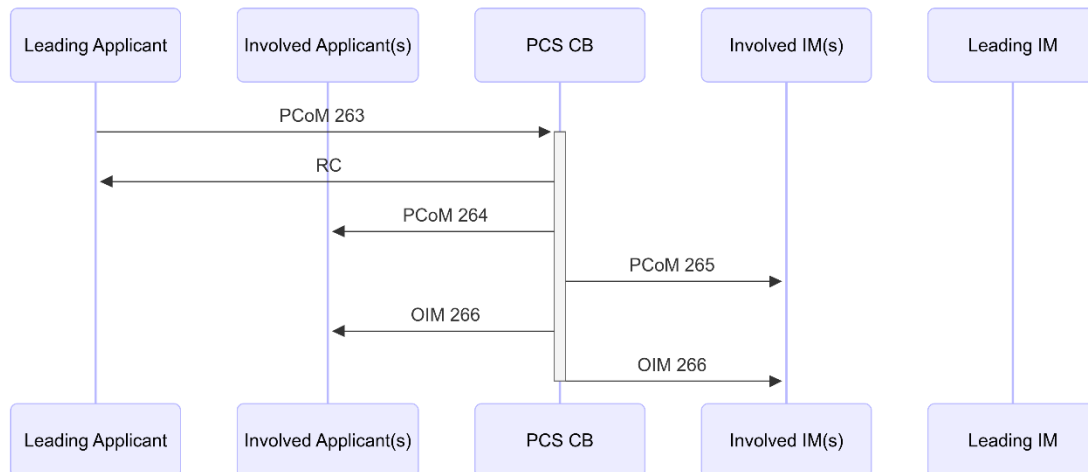 Leading Applicant
Involved Applicant(s)
PCS CB
Involved IM(s)
Leading IM
PCoM 263
RC
PCoM 264
PCoM 265
OIM 266
OIM 266
Leading Applicant
Involved Applicant(s)
PCS CB
Involved IM(s)
Leading IM